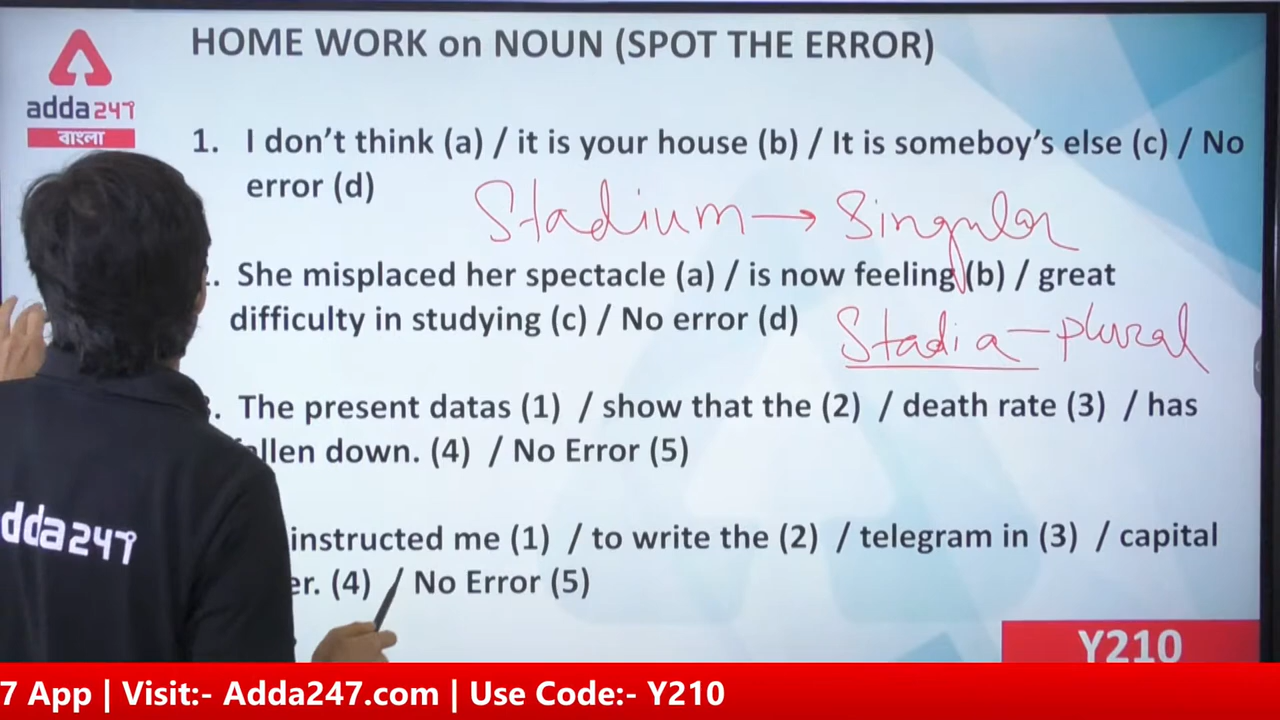 HOME WORK on NOUN (SPOT THE ERROR)
adda247
বাংলা
1. I don't think (a) / it is your house (b) / It is someboy's else (c) / No
error (d)
Stadium → Singular
. She misplaced her spectacle (a) / is now feeling (b) / great
difficulty in studying (c) / No error (d)
Stadia - plural
. The present datas (1) / show that the (2) / death rate (3) / has
llen down. (4) / No Error (5)
instructed me (1) / to write the (2) / telegram in (3) / capital
er. (4) / No Error (5)
dda247
Y210
7 App | Visit:- Adda247.com | Use Code:- Y210